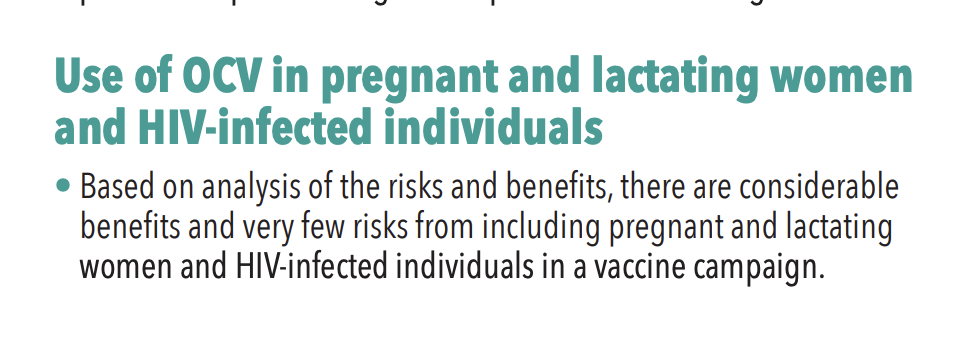 Use of OCV in pregnant and lactating women
and HIV-infected individuals
• Based on analysis of the risks and benefits, there are considerable
benefits and very few risks from including pregnant and lactating
women and HIV-infected individuals in a vaccine campaign.